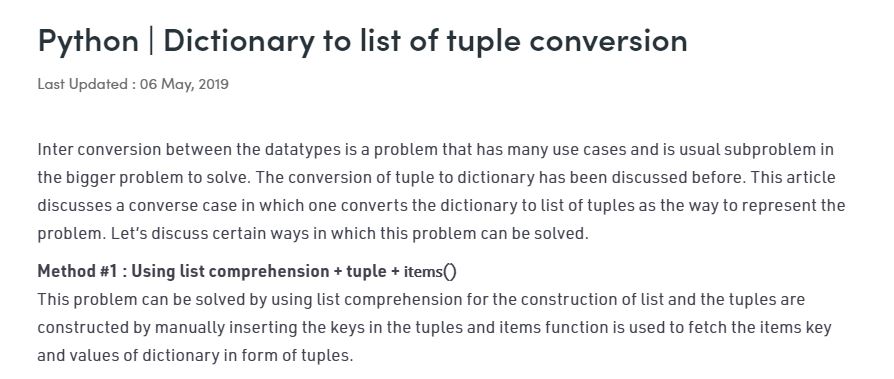 Python | Dictionary to list of tuple conversion
Last Updated : 06 May, 2019
Inter conversion between the datatypes is a problem that has many use cases and is usual subproblem in
the bigger problem to solve. The conversion of tuple to dictionary has been discussed before. This article
discusses a converse case in which one converts the dictionary to list of tuples as the way to represent the
problem. Let's discuss certain ways in which this problem can be solved.
Method #1 : Using list comprehension + tuple + items()
This problem can be solved by using list comprehension for the construction of list and the tuples are
constructed by manually inserting the keys in the tuples and items function is used to fetch the items key
and values of dictionary in form of tuples.